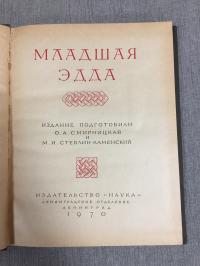 МЛАДШАЯ
ЭДДА
ИЗДАНИЕ ПОДГОТОВИЛИ
О.А.СМИРНИЦКАЯ
И
М.И.СТЕБЛИН-КАМЕНСКИЙ
ИЗДАТЕЛЬСТВО «НАУКА»
ЛЕНИНГРАДСКОЕ ОТДЕЛЕНИЕ
ЛЕНИНГРАД
1970